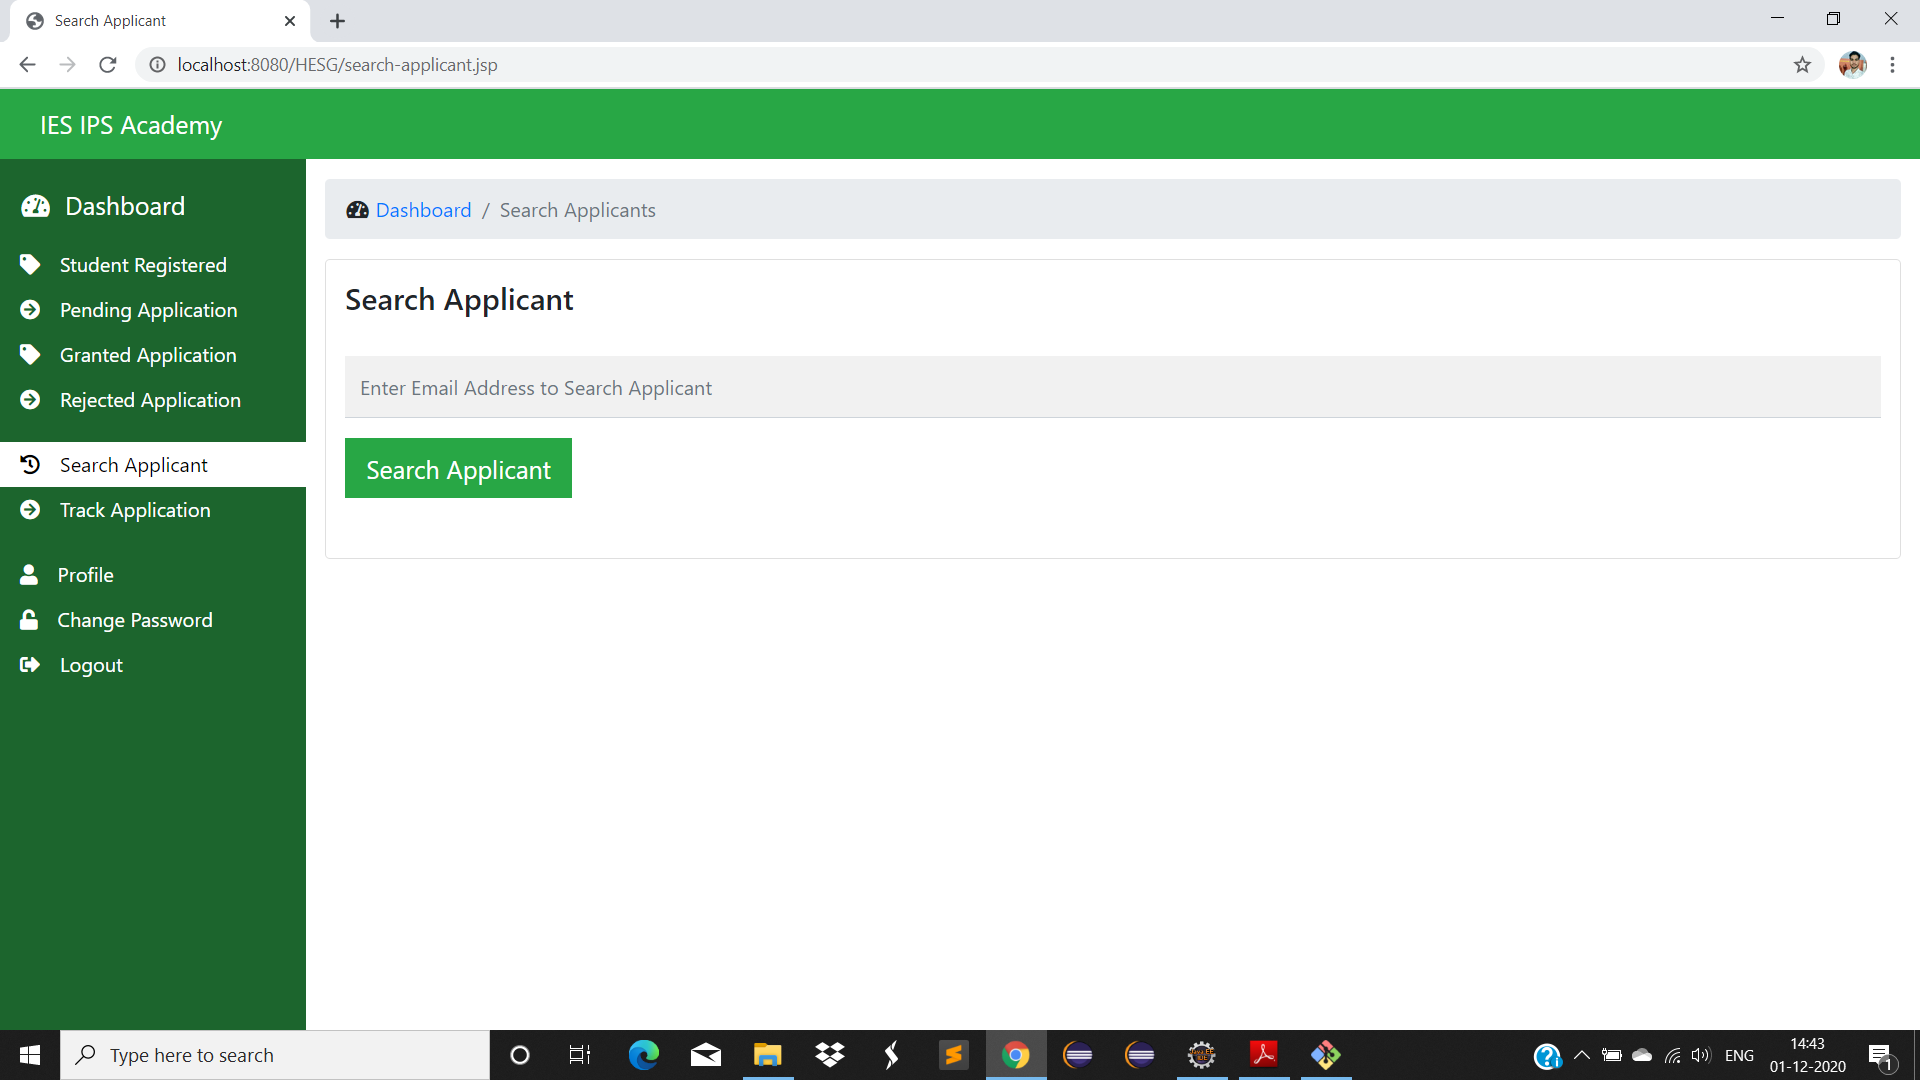 Search Applicant
localhost:8080/HESG/search-applicant.jsp
IES IPS Academy
Dashboard
Student Registered
Pending Application
Granted Application
Rejected Application
Search Applicant
Track Application
Profile
Change Password
Logout
Dashboard / Search Applicants
Search Applicant
Enter Email Address to Search Applicant
Search Applicant
Type here to search
ENG
14:43
01-12-2020
1